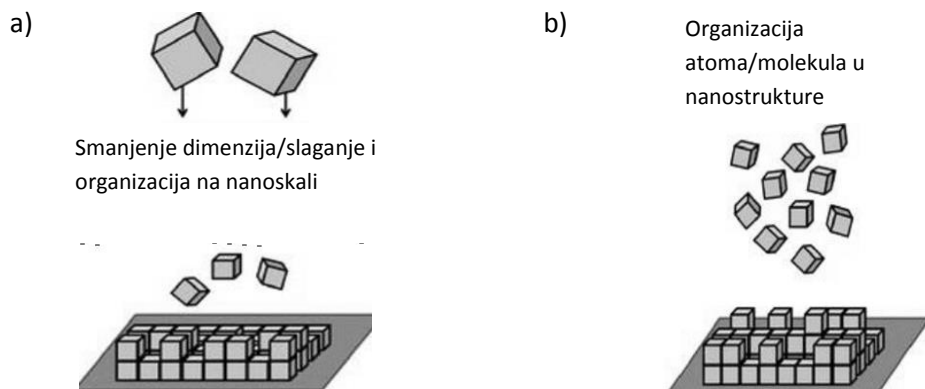 a)
Smanjenje dimenzija/slaganje i
organizacija na nanoskali
b)
Organizacija
atoma/molekula u
nanostrukture